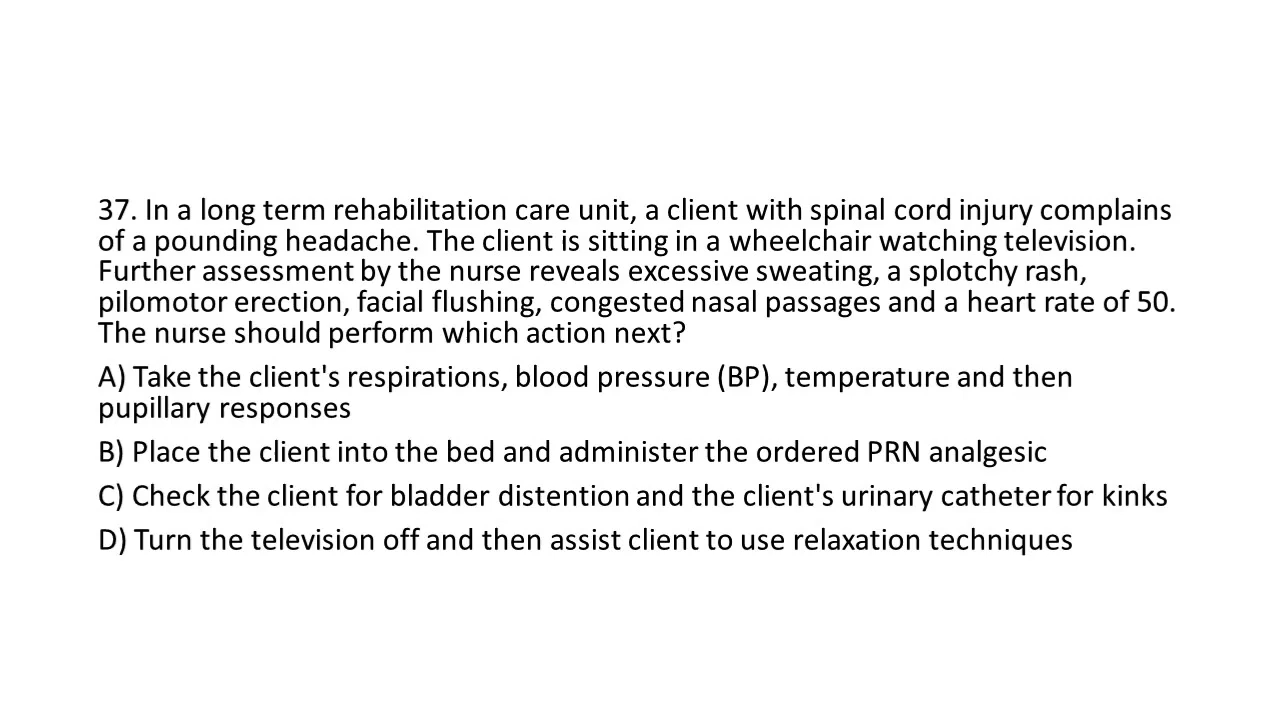 37. In a long term rehabilitation care unit, a client with spinal cord injury complains
of a pounding headache. The client is sitting in a wheelchair watching television.
Further assessment by the nurse reveals excessive sweating, a splotchy rash,
pilomotor erection, facial flushing, congested nasal passages and a heart rate of 50.
The nurse should perform which action next?
A) Take the client's respirations, blood pressure (BP), temperature and then
pupillary responses
B) Place the client into the bed and administer the ordered PRN analgesic
C) Check the client for bladder distention and the client's urinary catheter for kinks
D) Turn the television off and then assist client to use relaxation techniques